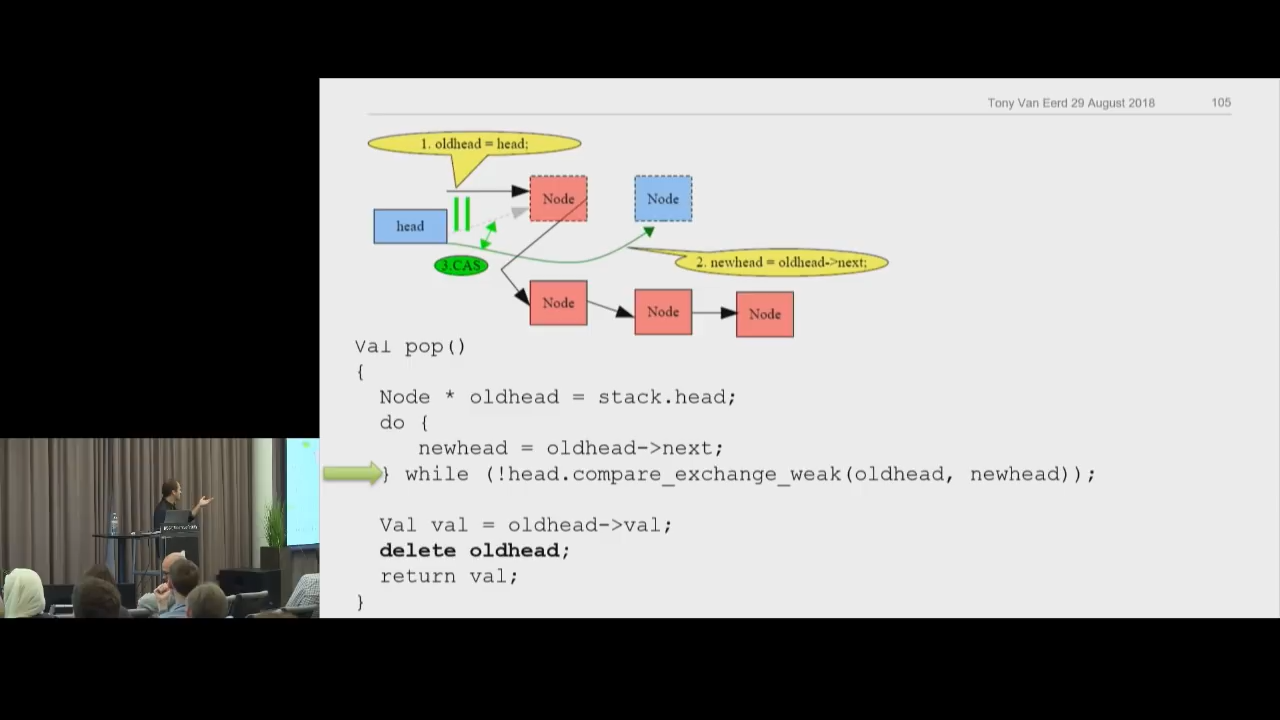 Tony Van Eerd 29 August 2018 105
1. oldhead = head;
Node
Node
head
3.CAS
2. newhead = oldhead->next;
Node
Node
Node
Val pop()
{
Node * oldhead = stack.head;
do {
newhead = oldhead->next;
} while (!head.compare_exchange_weak(oldhead, newhead));
Val val = oldhead->val;
delete oldhead;
return val;
}